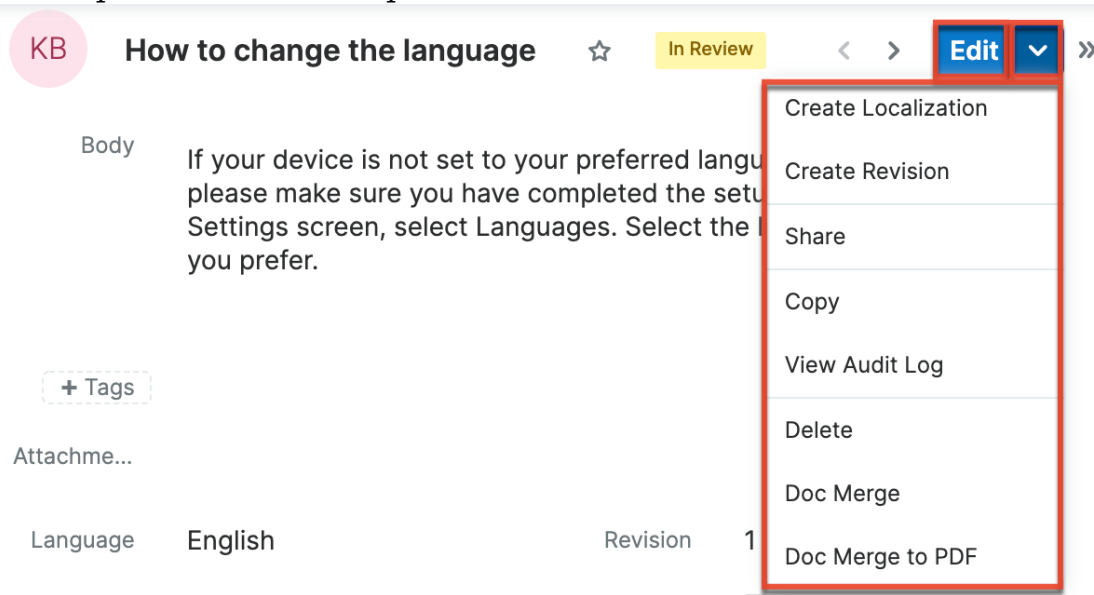 KB How to change the language In Review Edit
Create Localization
Body
If your device is not set to your preferred langu
please make sure you have completed the setu
Settings screen, select Languages. Select the
you prefer.
Create Revision
Share
Copy
View Audit Log
+ Tags
Delete
Attachme...
Doc Merge
Language English Revision 1
Doc Merge to PDF